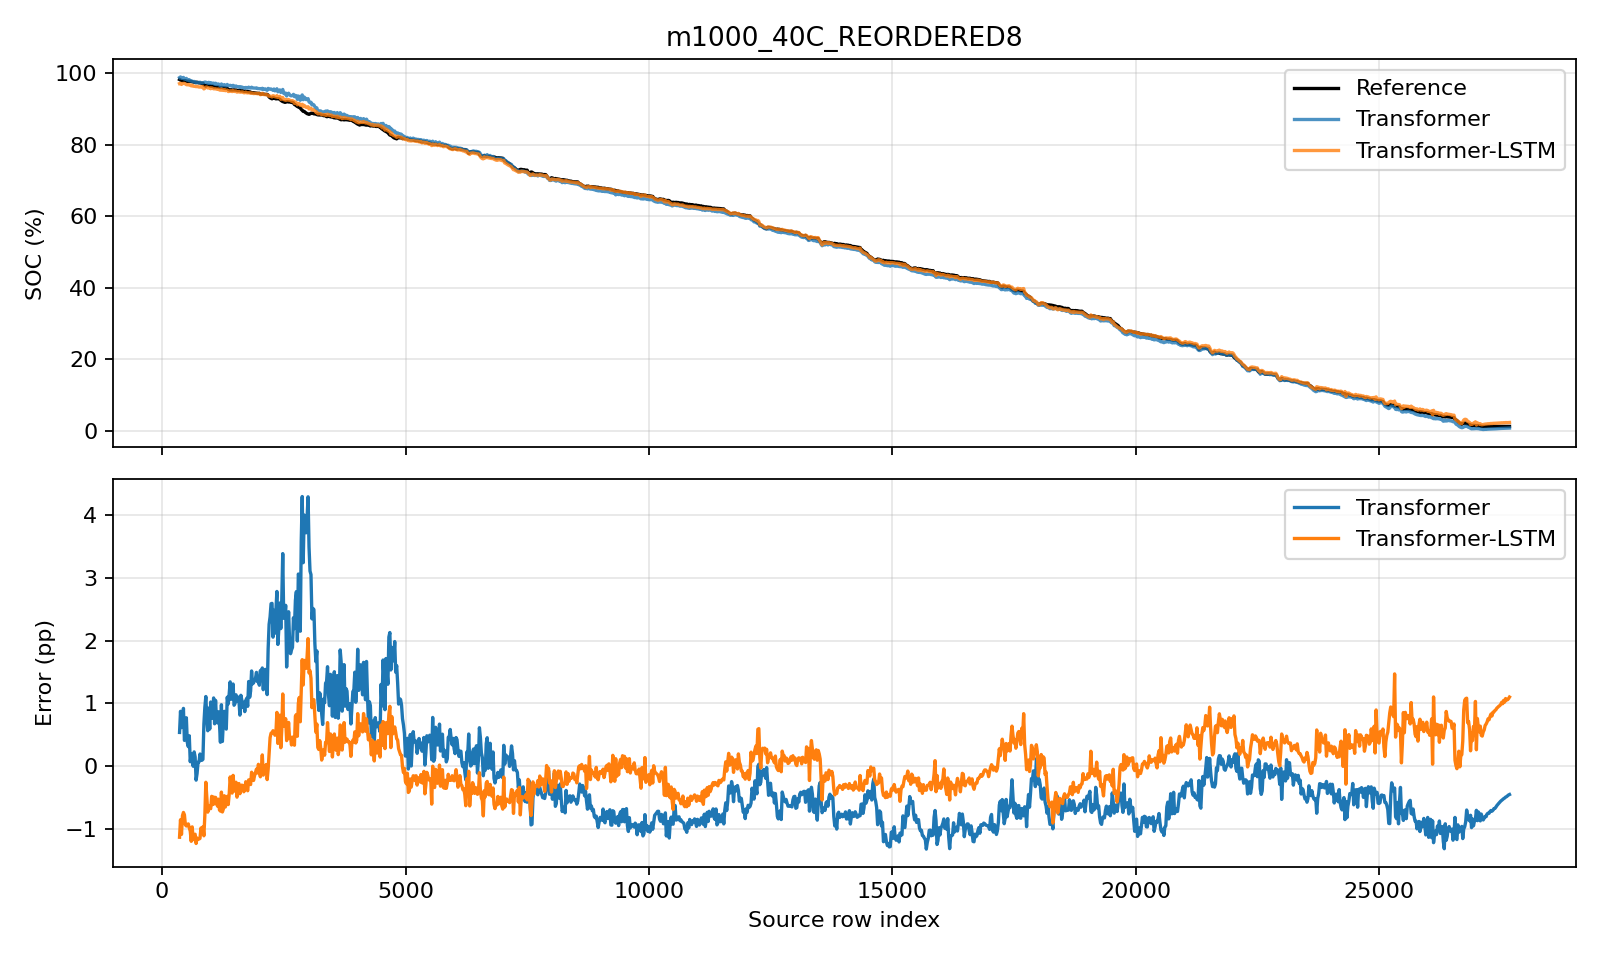 m1000_40C_REORDERED8
100
80
60
40
20
0
SOC (%)
Reference
Transformer
Transformer-LSTM
4
3
2
1
0
−1
Error (pp)
Transformer
Transformer-LSTM
0
5000
10000
15000
20000
25000
Source row index